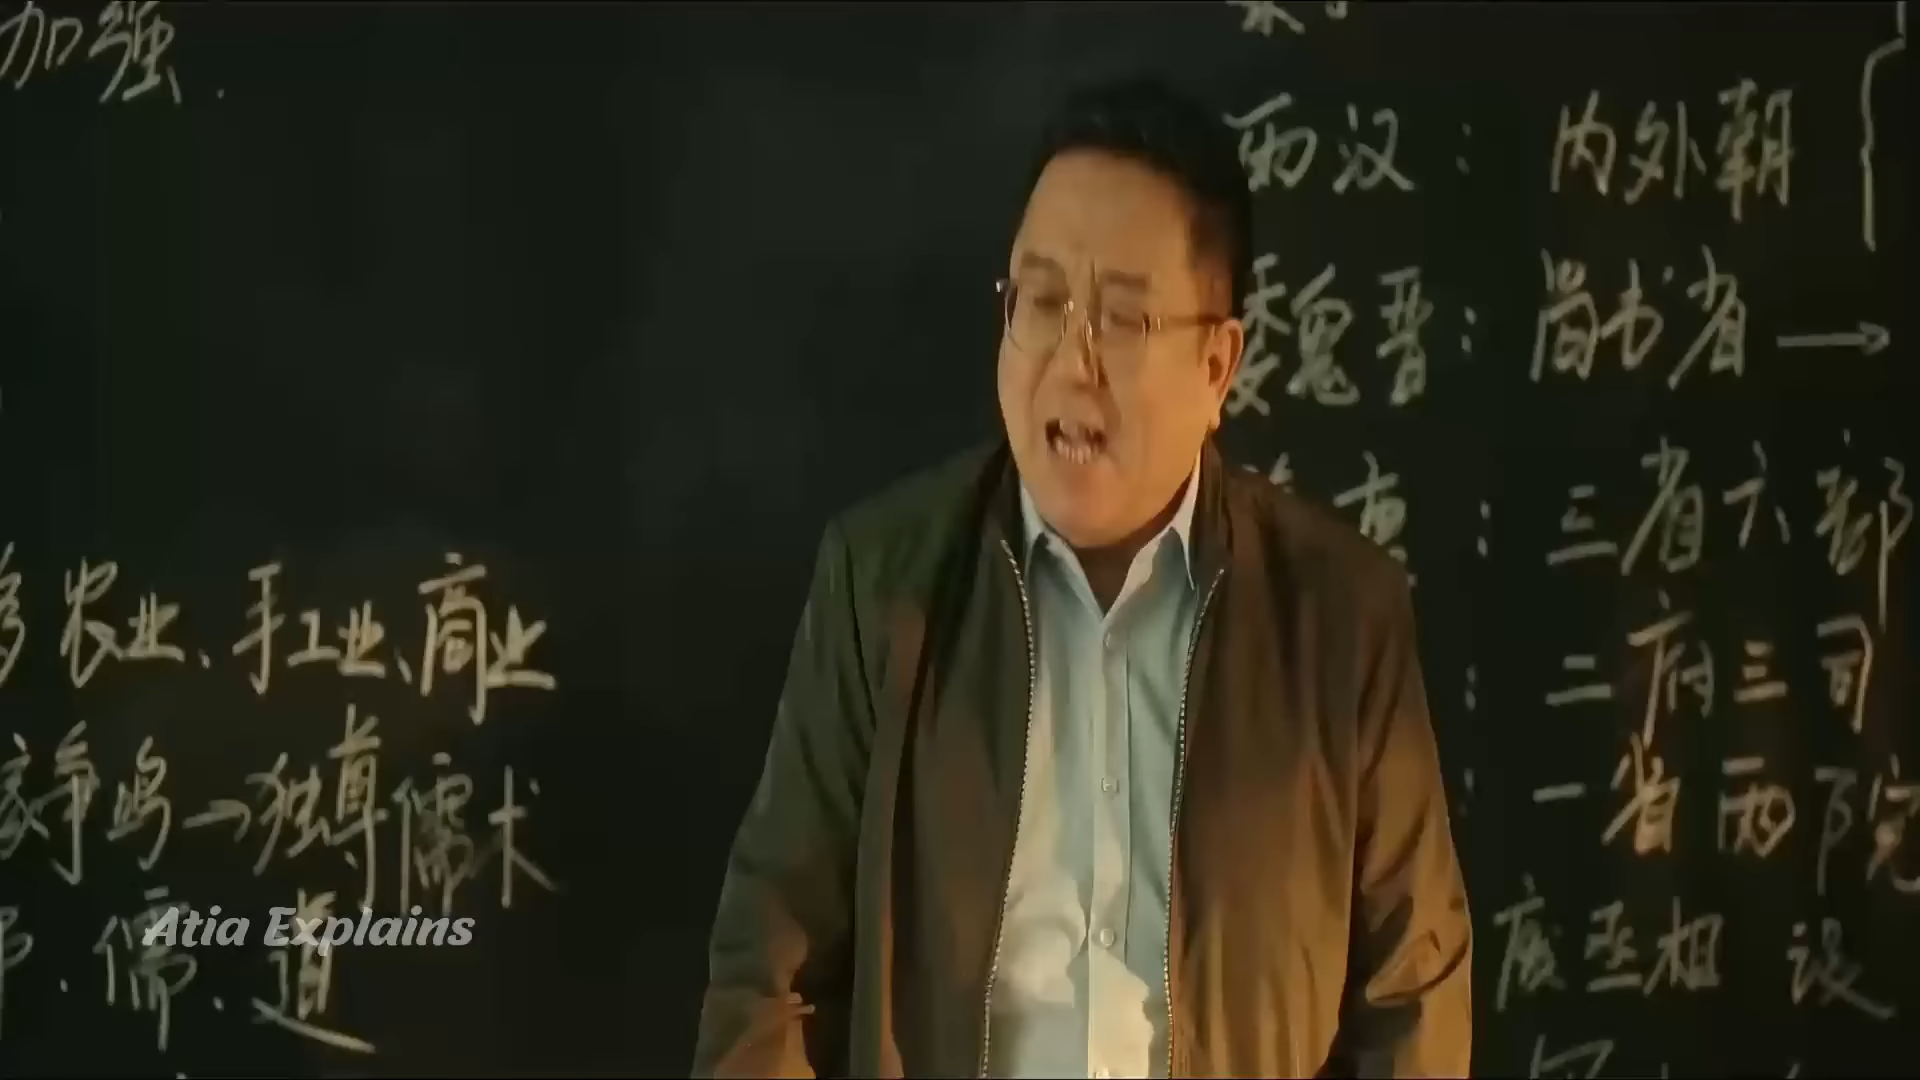 加强.
农业、手工业、商业
家争鸣→独尊儒术
儒.道
Atia Explains
西汉: 内外朝
魏晋: 尚书省→
: 三省六部
: 二府三司
: 一省两院
废丞相 设